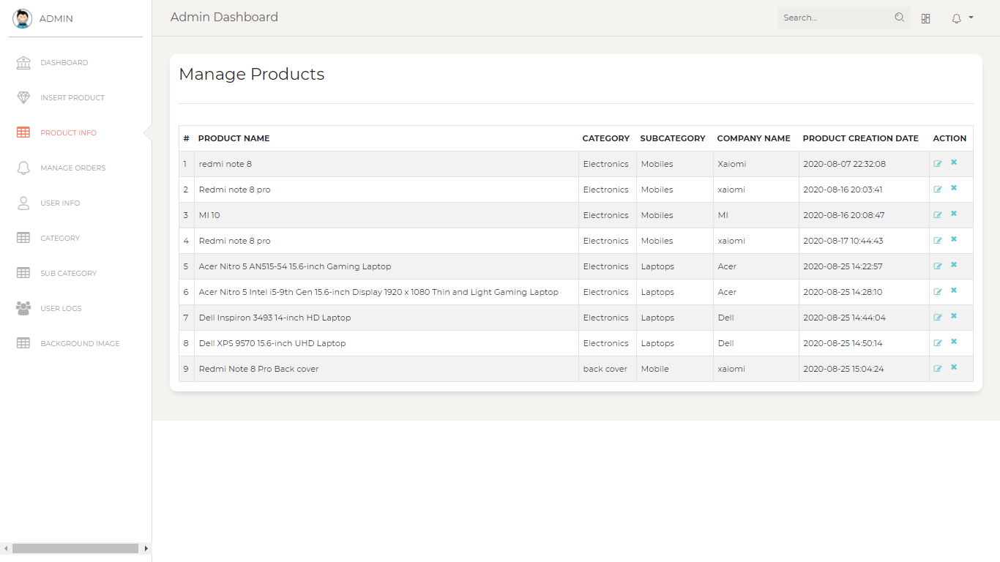 ADMIN
Admin Dashboard
Search...
DASHBOARD
INSERT PRODUCT
PRODUCT INFO
MANAGE ORDERS
USER INFO
CATEGORY
SUB CATEGORY
USER LOGS
BACKGROUND IMAGE
Manage Products
# PRODUCT NAME CATEGORY SUBCATEGORY COMPANY NAME PRODUCT CREATION DATE ACTION
1 redmi note 8 Electronics Mobiles Xaiomi 2020-08-07 22:32:08
2 Redmi note 8 pro Electronics Mobiles xaiomi 2020-08-16 20:03:41
3 MI 10 Electronics Mobiles MI 2020-08-16 20:08:47
4 Redmi note 8 pro Electronics Mobiles xaiomi 2020-08-17 10:44:43
5 Acer Nitro 5 AN515-54 15.6-inch Gaming Laptop Electronics Laptops Acer 2020-08-25 14:22:57
6 Acer Nitro 5 Intel i5-9th Gen 15.6-inch Display 1920 x 1080 Thin and Light Gaming Laptop Electronics Laptops Acer 2020-08-25 14:28:10
7 Dell Inspiron 3493 14-inch HD Laptop Electronics Laptops Dell 2020-08-25 14:44:04
8 Dell XPS 9570 15.6-inch UHD Laptop Electronics Laptops Dell 2020-08-25 14:50:14
9 Redmi Note 8 Pro Back cover back cover Mobile xaiomi 2020-08-25 15:04:24